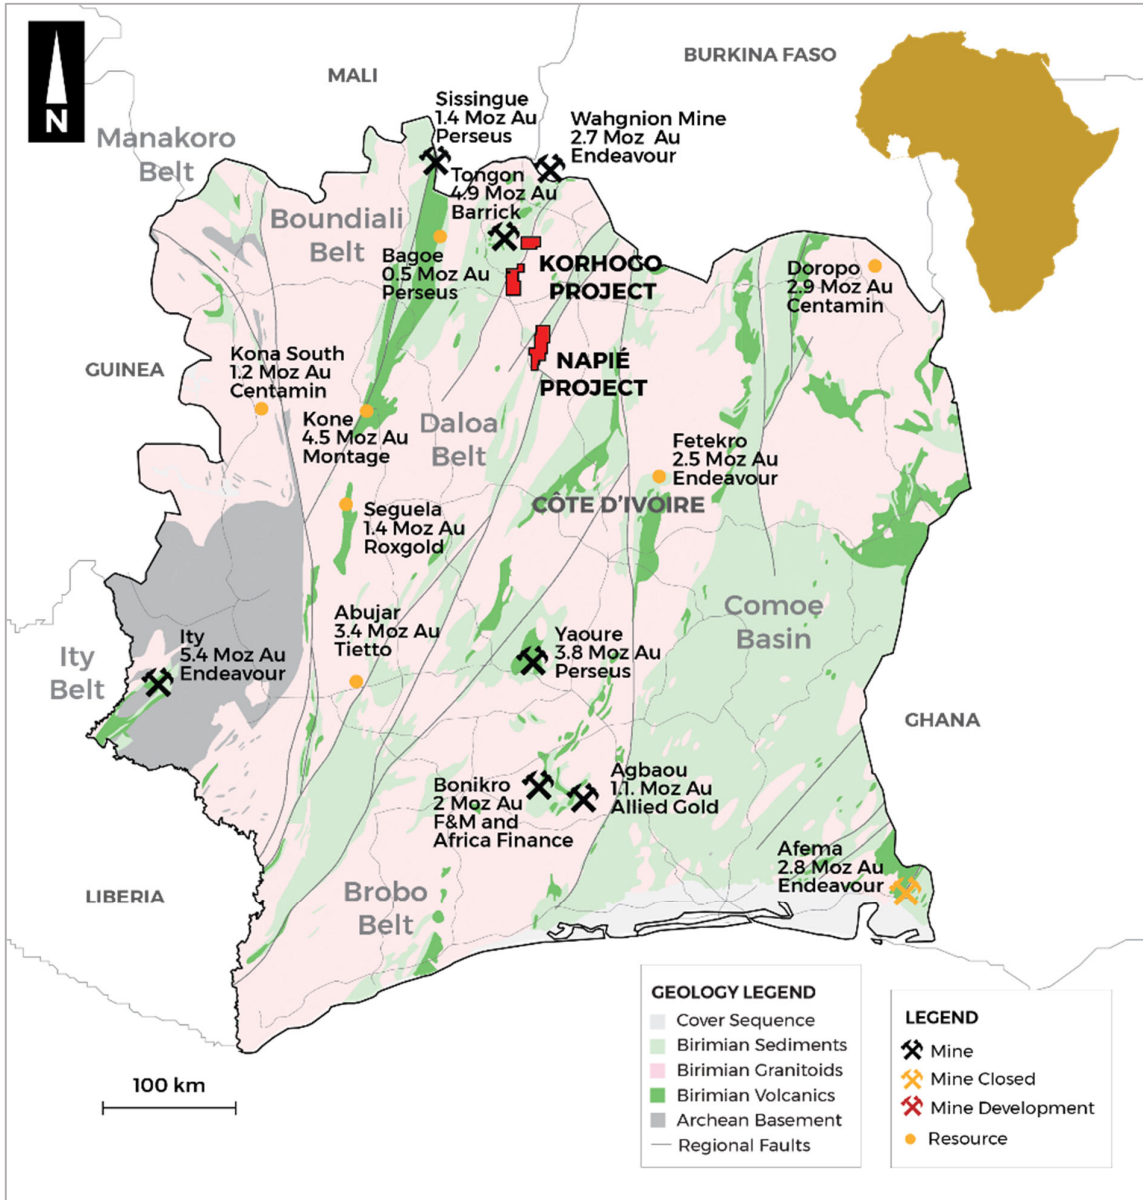 N
MALI
BURKINA FASO
Manakoro
Belt
Sissingue
1.4 Moz Au
Perseus
Wahgnion Mine
2.7 Moz Au
Endeavour
Tongon
4.9 Moz Au
Barrick
Boundiali
Belt
Bagoe
0.5 Moz Au
Perseus
KORHOGO
PROJECT
Doropo
2.9 Moz Au
Centamin
GUINEA
Kona South
1.2 Moz Au
Centamin
NAPIÉ
PROJECT
Kone
4.5 Moz Au
Montage
Daloa
Belt
Fetekro
2.5 Moz Au
Endeavour
CÔTE D'IVOIRE
Seguela
1.4 Moz Au
Roxgold
Comoe
Basin
Abujar
3.4 Moz Au
Tietto
Ity
5.4 Moz Au
Endeavour
Ity
Belt
Yaoure
3.8 Moz Au
Perseus
GHANA
Bonikro
2 Moz Au
F&M and
Africa Finance
Agbaou
1.1. Moz Au
Allied Gold
Afema
2.8 Moz Au
Endeavour
LIBERIA
Brobo
Belt
100 km
GEOLOGY LEGEND
Cover Sequence
Birimian Sediments
Birimian Granitoids
Birimian Volcanics
Archean Basement
Regional Faults
LEGEND
Mine
Mine Closed
Mine Development
Resource